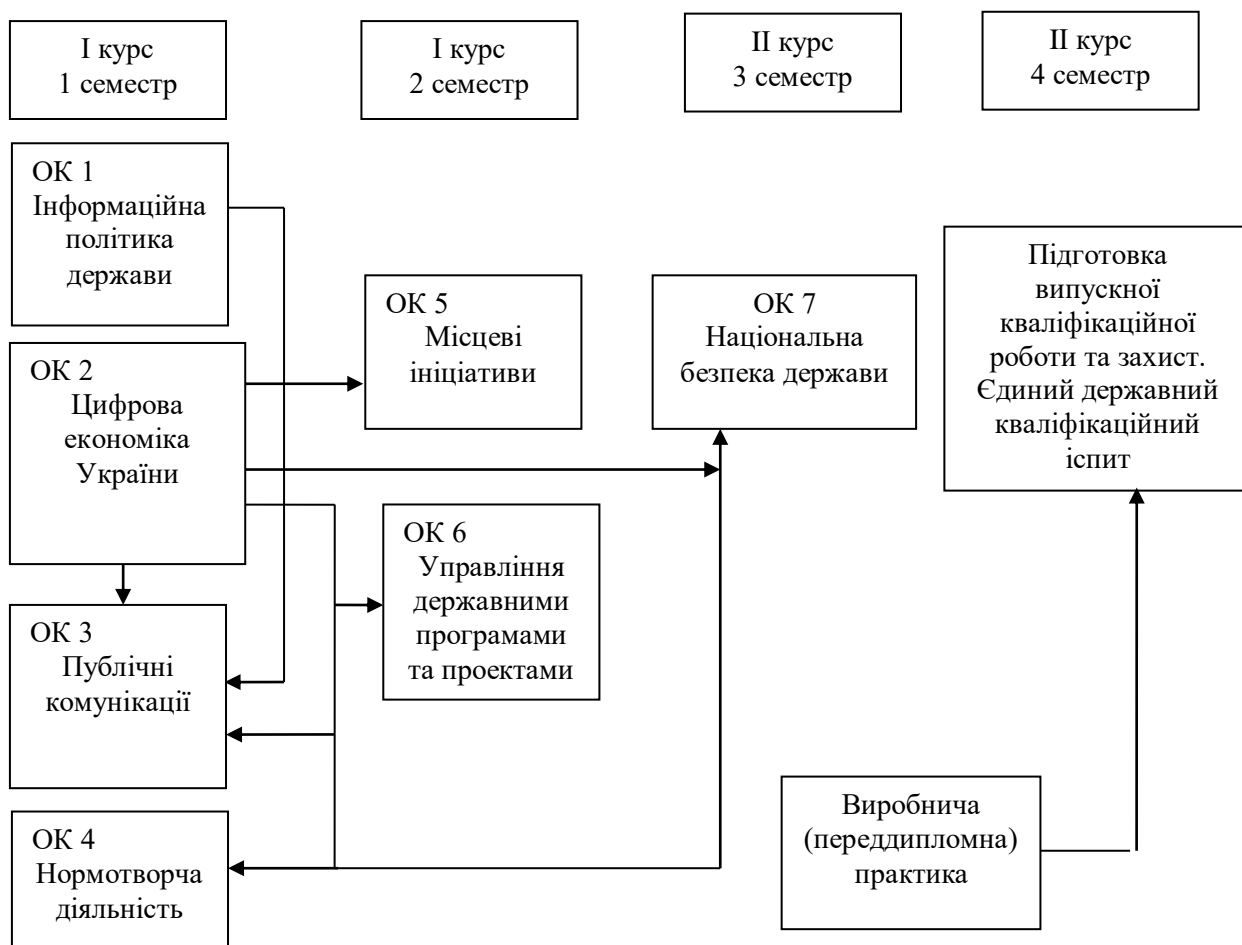 І курс
1 семестр
І курс
2 семестр
ІІ курс
3 семестр
ІІ курс
4 семестр
ОК 1
Інформаційна
політика
держави
ОК 2
Цифрова
економіка
України
ОК 3
Публічні
комунікації
ОК 4
Нормотворча
діяльність
ОК 5
Місцеві
ініціативи
ОК 6
Управління
державними
програмами
та проектами
ОК 7
Національна
безпека держави
Підготовка
випускної
кваліфікаційної
роботи та захист.
Єдиний державний
кваліфікаційний
іспит
Виробнича
(переддипломна)
практика